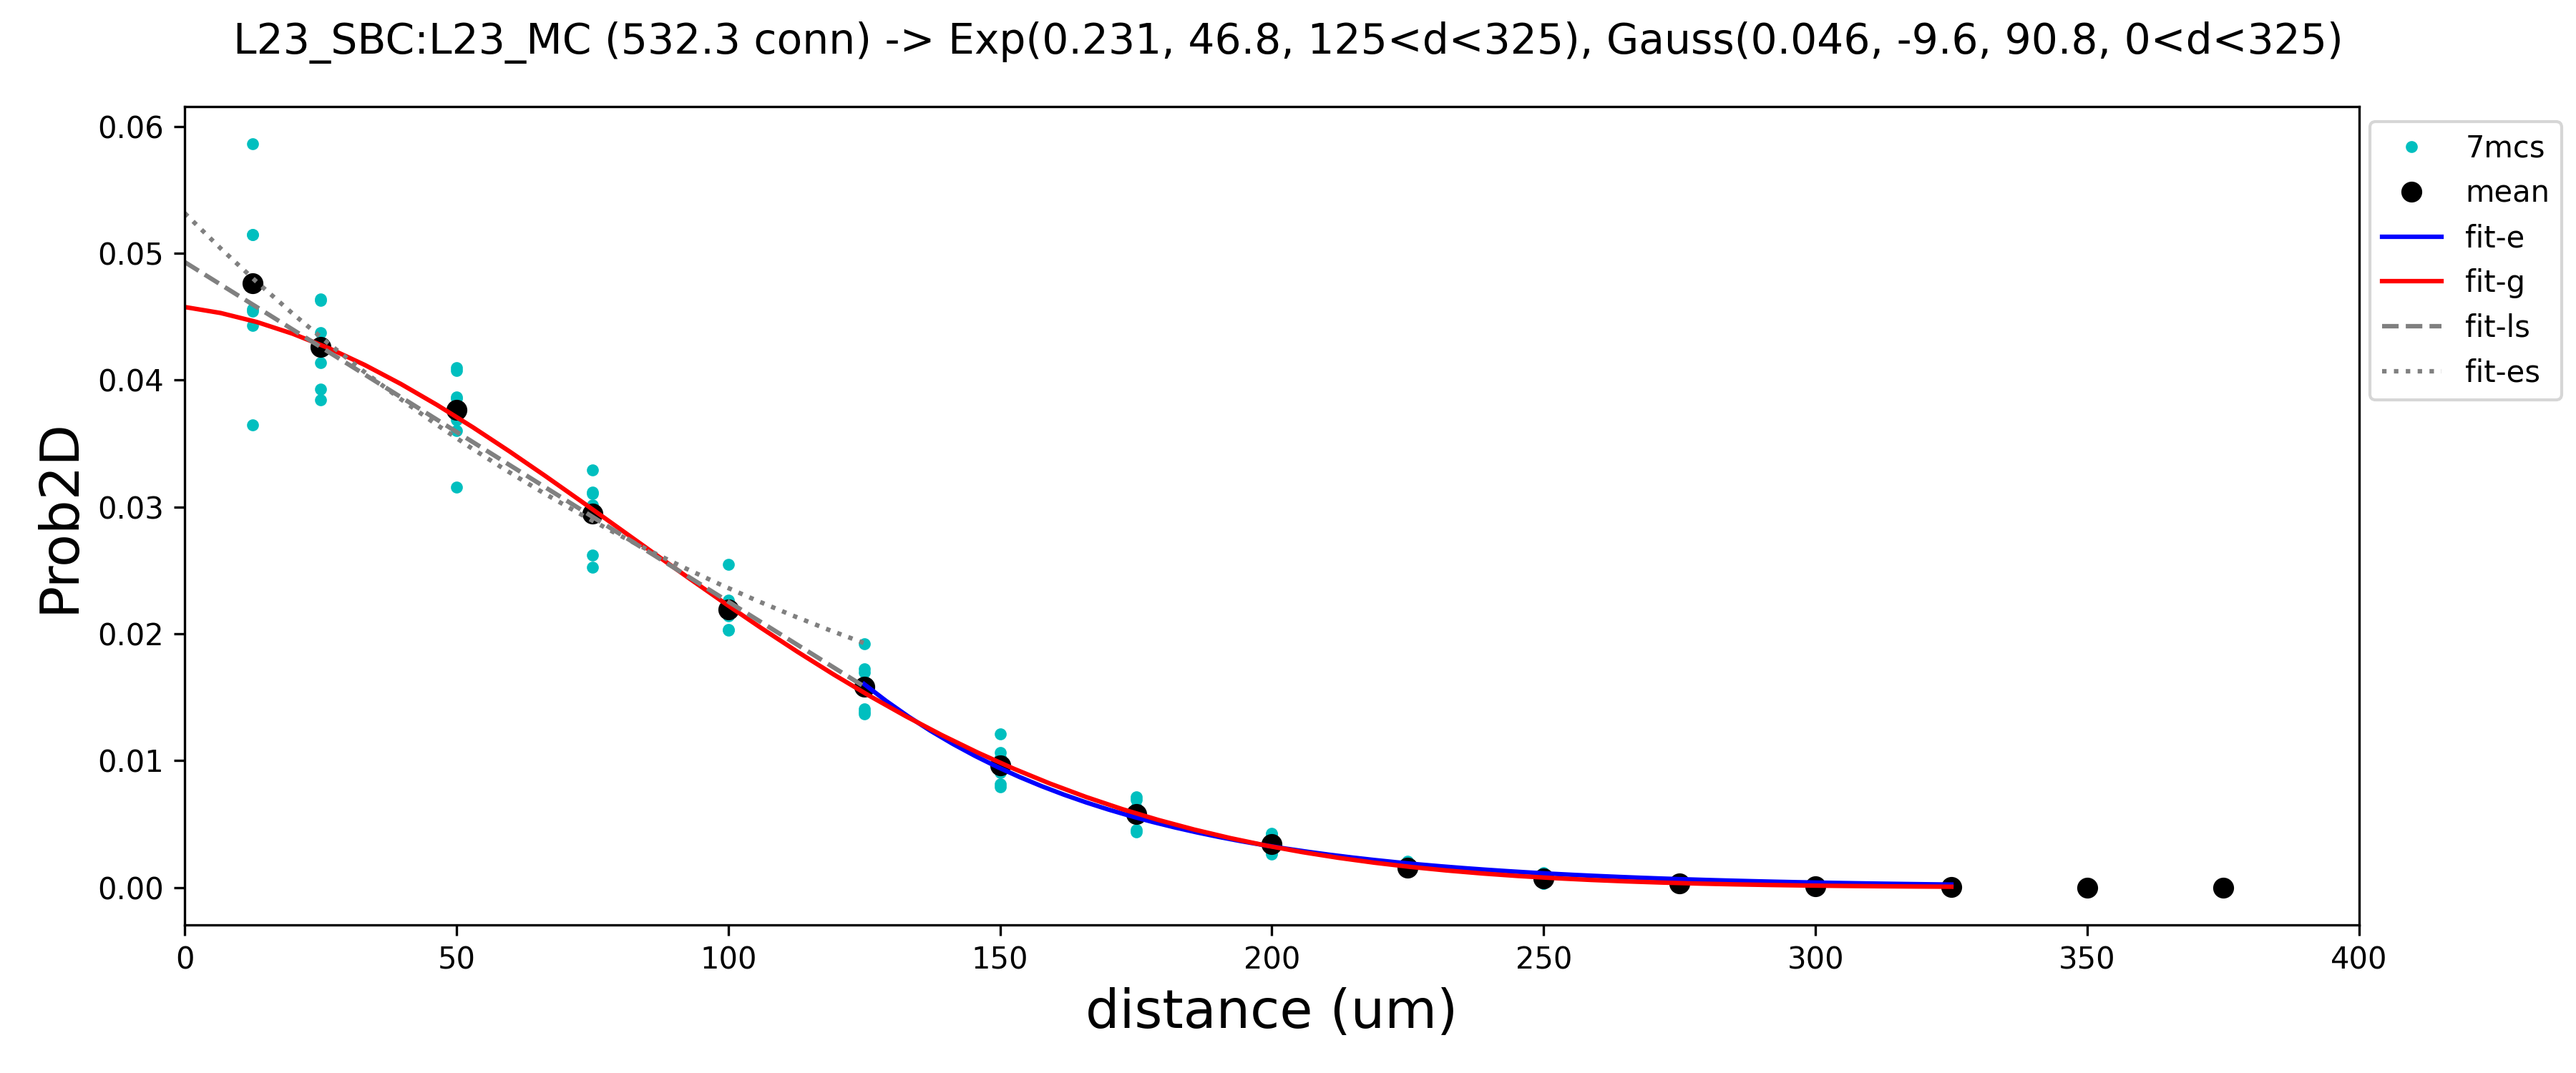 L23_SBC:L23_MC (532.3 conn) -> Exp(0.231, 46.8, 125<d<325), Gauss(0.046, -9.6, 90.8, 0<d<325)
0.06
0.05
0.04
0.03
0.02
0.01
0.00
Prob2D
0 50 100 150 200 250 300 350 400
distance (um)
7mcs
mean
fit-e
fit-g
fit-ls
fit-es